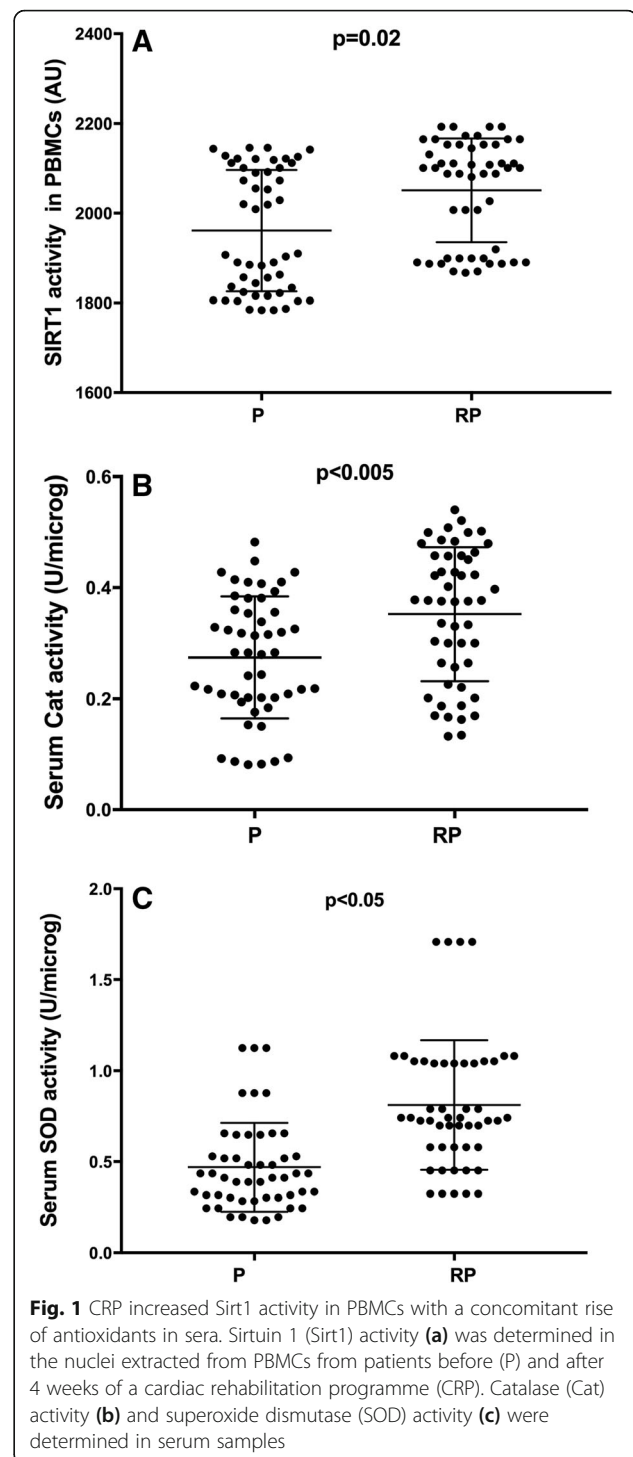 A
p=0.02
SIRT1 activity in PBMCs (AU)
2400
2200
2000
1800
1600
P
RP
B
p<0.005
Serum Cat activity (U/microg)
0.6
0.4
0.2
0.0
P
RP
C
p<0.05
Serum SOD activity (U/microg)
2.0
1.5
1.0
0.5
0.0
P
RP
Fig. 1 CRP increased Sirt1 activity in PBMCs with a concomitant rise
of antioxidants in sera. Sirtuin 1 (Sirt1) activity (a) was determined in
the nuclei extracted from PBMCs from patients before (P) and after
4 weeks of a cardiac rehabilitation programme (CRP). Catalase (Cat)
activity (b) and superoxide dismutase (SOD) activity (c) were
determined in serum samples